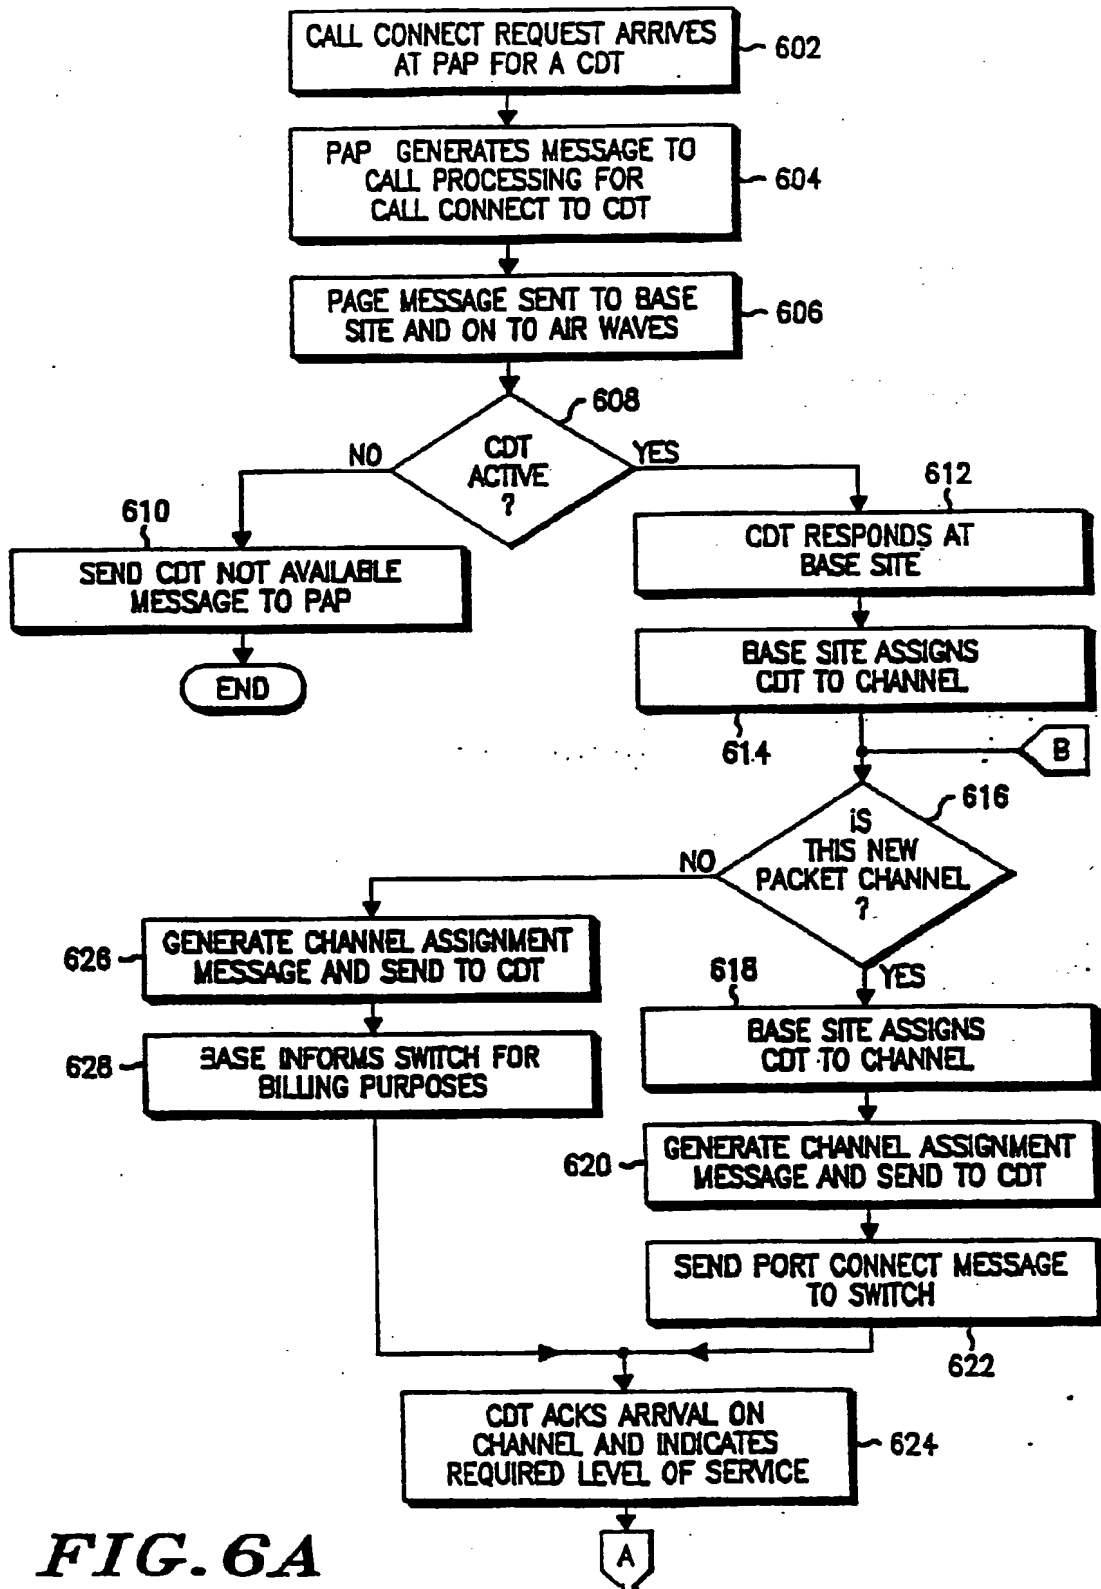 CALL CONNECT REQUEST ARRIVES
AT PAP FOR A CDT
602
PAP GENERATES MESSAGE TO
CALL PROCESSING FOR
CALL CONNECT TO CDT
604
PAGE MESSAGE SENT TO BASE
SITE AND ON TO AIR WAVES
606
608
CDT
ACTIVE
?
NO
YES
610
SEND CDT NOT AVAILABLE
MESSAGE TO PAP
END
612
CDT RESPONDS AT
BASE SITE
BASE SITE ASSIGNS
CDT TO CHANNEL
614
B
616
iS
THIS NEW
PACKET CHANNEL
?
NO
YES
626
GENERATE CHANNEL ASSIGNMENT
MESSAGE AND SEND TO CDT
628
BASE INFORMS SWITCH FOR
BILLING PURPOSES
618
BASE SITE ASSIGNS
CDT TO CHANNEL
620
GENERATE CHANNEL ASSIGNMENT
MESSAGE AND SEND TO CDT
SEND PORT CONNECT MESSAGE
TO SWITCH
622
CDT ACKS ARRIVAL ON
CHANNEL AND INDICATES
REQUIRED LEVEL OF SERVICE
624
A
FIG.6A